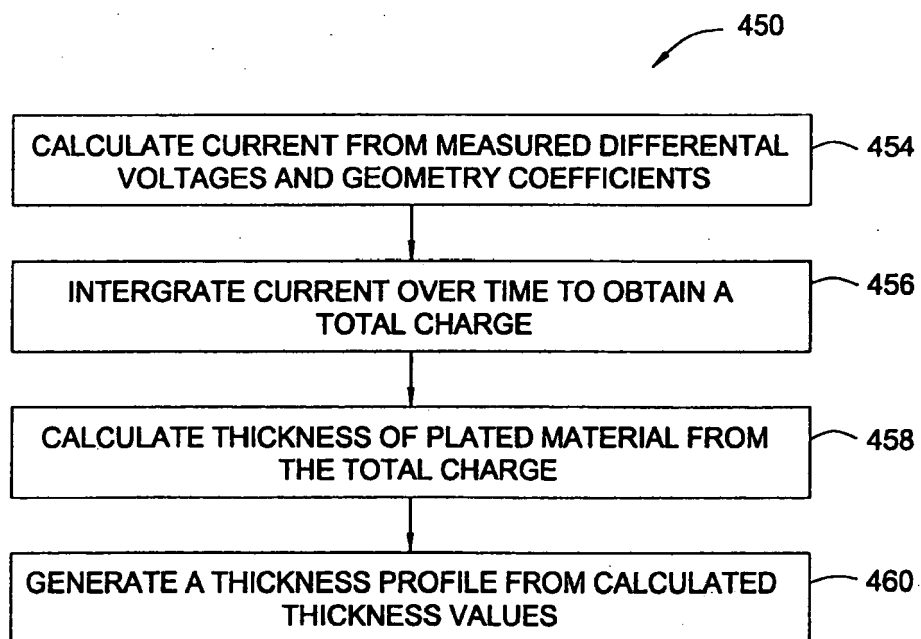 450
CALCULATE CURRENT FROM MEASURED DIFFERENTAL
VOLTAGES AND GEOMETRY COEFFICIENTS
454
INTERGRATE CURRENT OVER TIME TO OBTAIN A
TOTAL CHARGE
456
CALCULATE THICKNESS OF PLATED MATERIAL FROM
THE TOTAL CHARGE
458
GENERATE A THICKNESS PROFILE FROM CALCULATED
THICKNESS VALUES
460